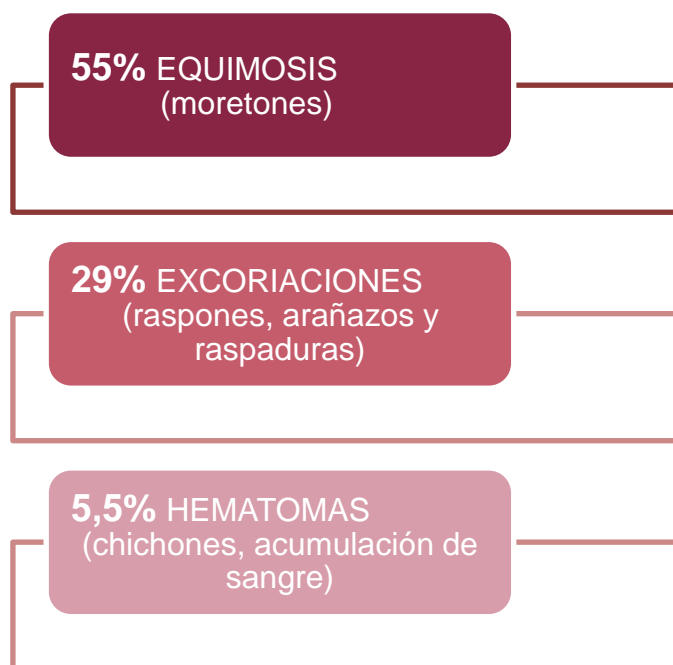 55% EQUIMOSIS
(moretones)
29% EXCORIACIONES
(raspones, arañazos y
raspaduras)
5,5% HEMATOMAS
(chichones, acumulación de
sangre)